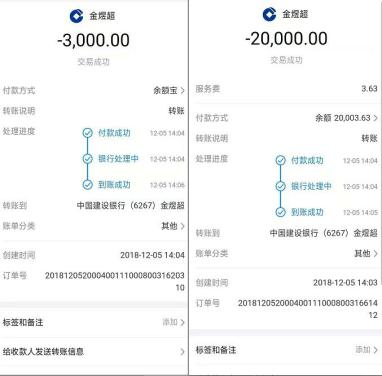 金煜超
-3,000.00
交易成功
付款方式 余额宝
转账说明 转账
处理进度 付款成功 12-05 14:04
银行处理中 12-05 14:04
到账成功 12-05 14:06
转账到 中国建设银行（6267）金煜超
账单分类 其他
创建时间 2018-12-05 14:04
订单号 201812052000400111000800316203
10
标签和备注 添加
给收款人发送转账信息
金煜超
-20,000.00
交易成功
服务费 3.63
付款方式 余额 20,003.63
转账说明 转账
处理进度 付款成功 12-05 14:04
银行处理中 12-05 14:04
到账成功 12-05 14:05
转账到 中国建设银行（6267）金煜超
账单分类 其他
创建时间 2018-12-05 14:03
订单号 201812052000400111000800316614
12
标签和备注 添加